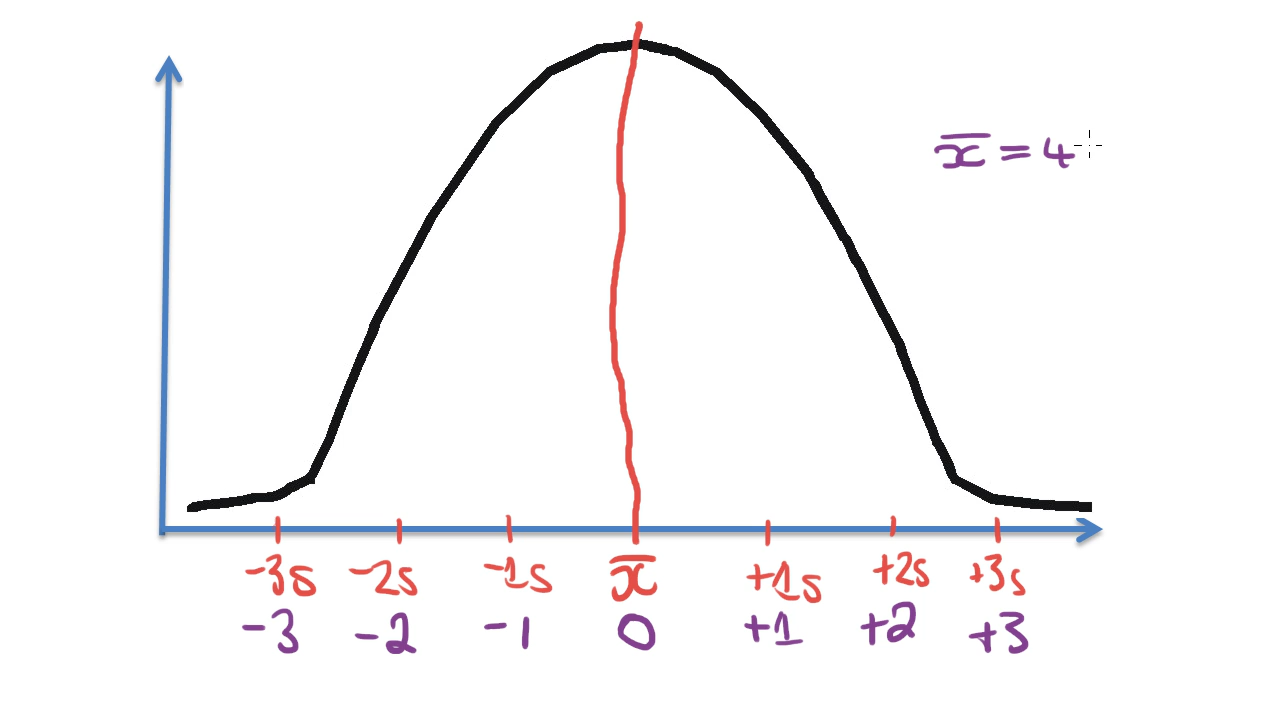 x̅ = 4
-3s -2s -1s x̅ +1s +2s +3s
-3 -2 -1 0 +1 +2 +3